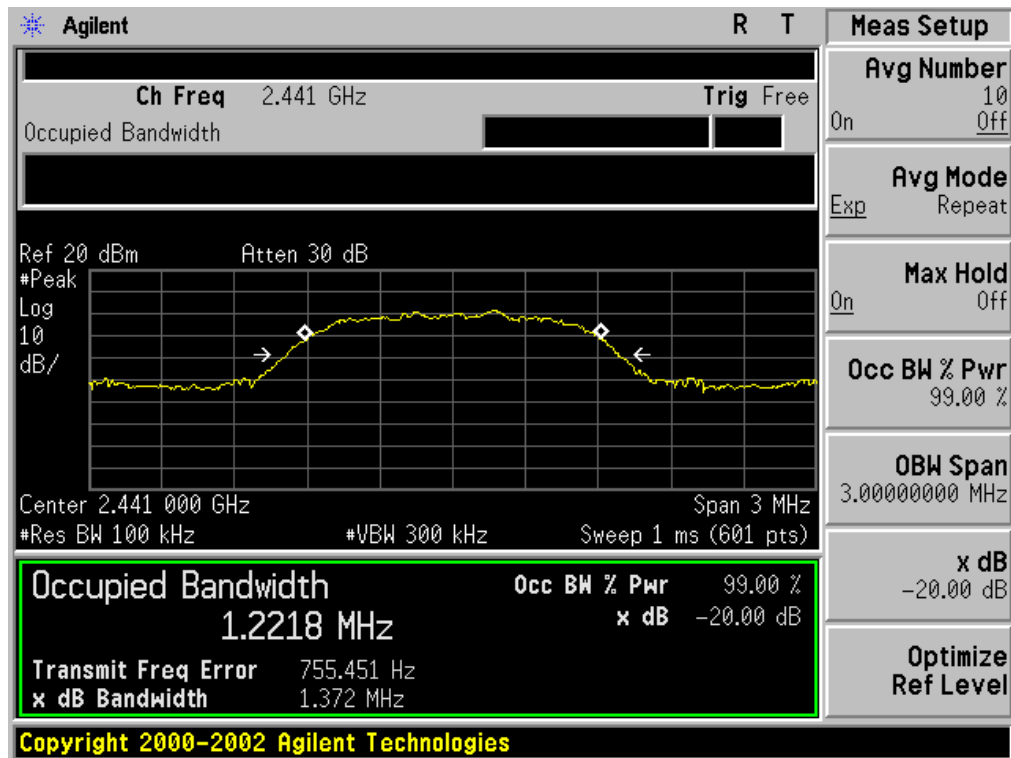 Agilent R T
Meas Setup
Ch Freq 2.441 GHz Trig Free
Occupied Bandwidth
Ref 20 dBm Atten 30 dB
#Peak
Log
10
dB/
Center 2.441 000 GHz Span 3 MHz
#Res BW 100 kHz #VBW 300 kHz Sweep 1 ms (601 pts)
Occupied Bandwidth Occ BW % Pwr 99.00 %
1.2218 MHz x dB -20.00 dB
Transmit Freq Error 755.451 Hz
x dB Bandwidth 1.372 MHz
Avg Number
10
On Off
Avg Mode
Exp Repeat
Max Hold
On Off
Occ BW % Pwr
99.00 %
OBW Span
3.00000000 MHz
x dB
-20.00 dB
Optimize
Ref Level
Copyright 2000-2002 Agilent Technologies